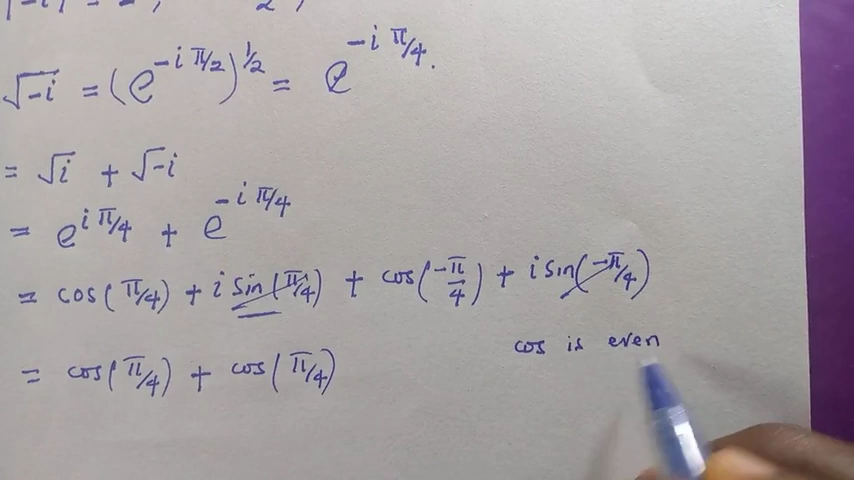 √-i = (e^{-iπ/2})^{1/2} = e^{-iπ/4}.
= √i + √-i
= e^{iπ/4} + e^{-iπ/4}
= cos(π/4) + i sin(π/4) + cos(-π/4) + i sin(-π/4)
cos is even
= cos(π/4) + cos(π/4)